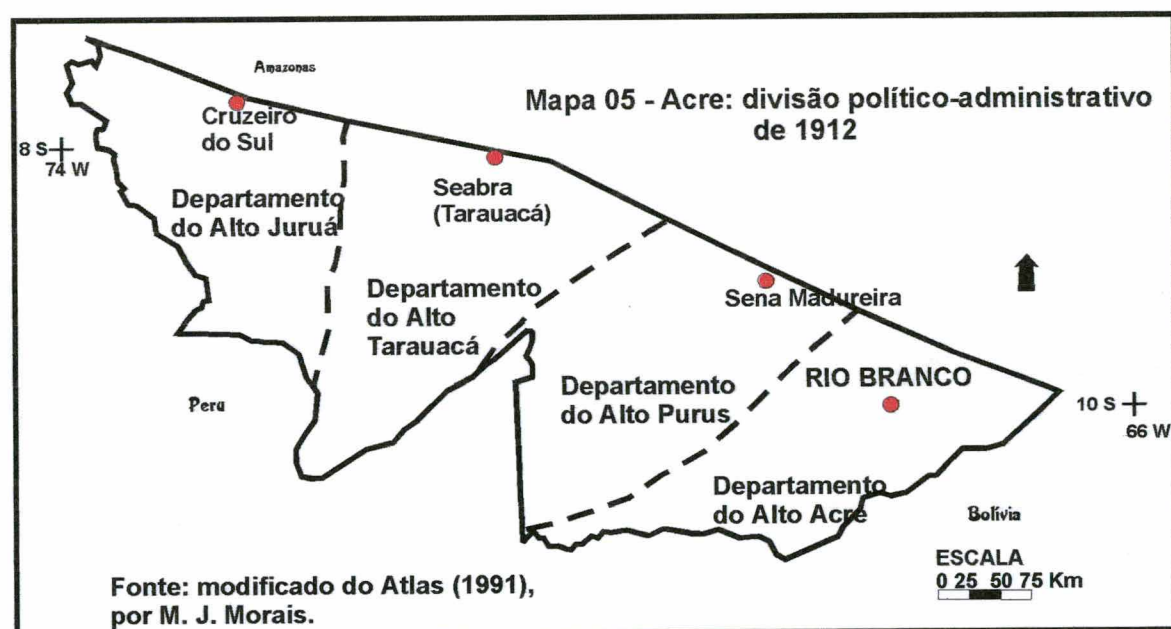 Amazonas
Mapa 05 - Acre: divisão político-administrativo
de 1912
Cruzeiro
do Sul
8 S
74 W
Seabra
(Tarauacá)
Departamento
do Alto Juruá
Departamento
do Alto
Tarauacá
Sena Madureira
Peru
Departamento
do Alto Purus
RIO BRANCO
10 S
66 W
Departamento
do Alto Acre
Bolívia
ESCALA
0 25 50 75 Km
Fonte: modificado do Atlas (1991),
por M. J. Morais.